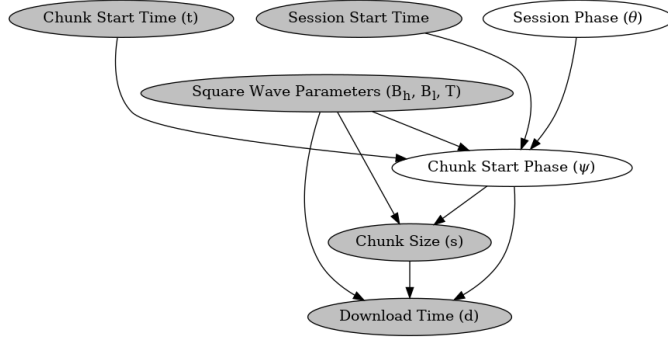 Chunk Start Time (t)
Session Start Time
Session Phase (θ)
Square Wave Parameters (Bₕ, Bₗ, T)
Chunk Start Phase (ψ)
Chunk Size (s)
Download Time (d)